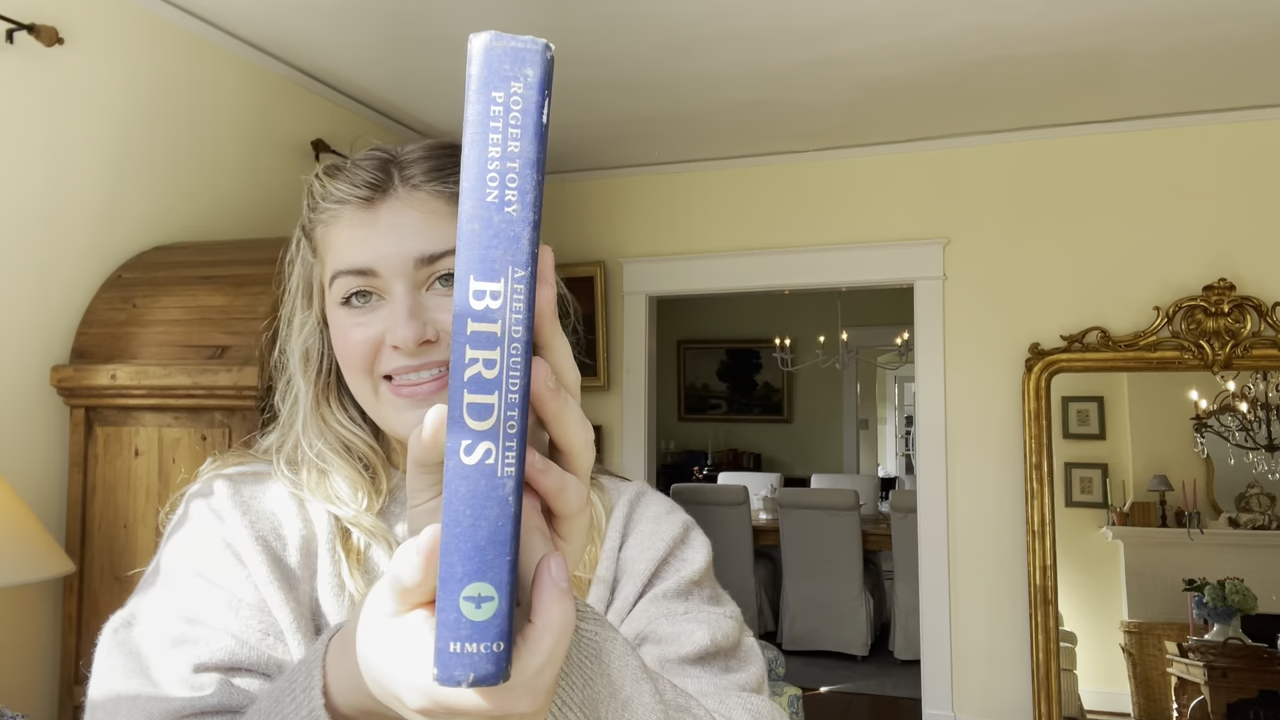 ROGER TORY
PETERSON
A FIELD GUIDE TO THE
BIRDS
HMCO